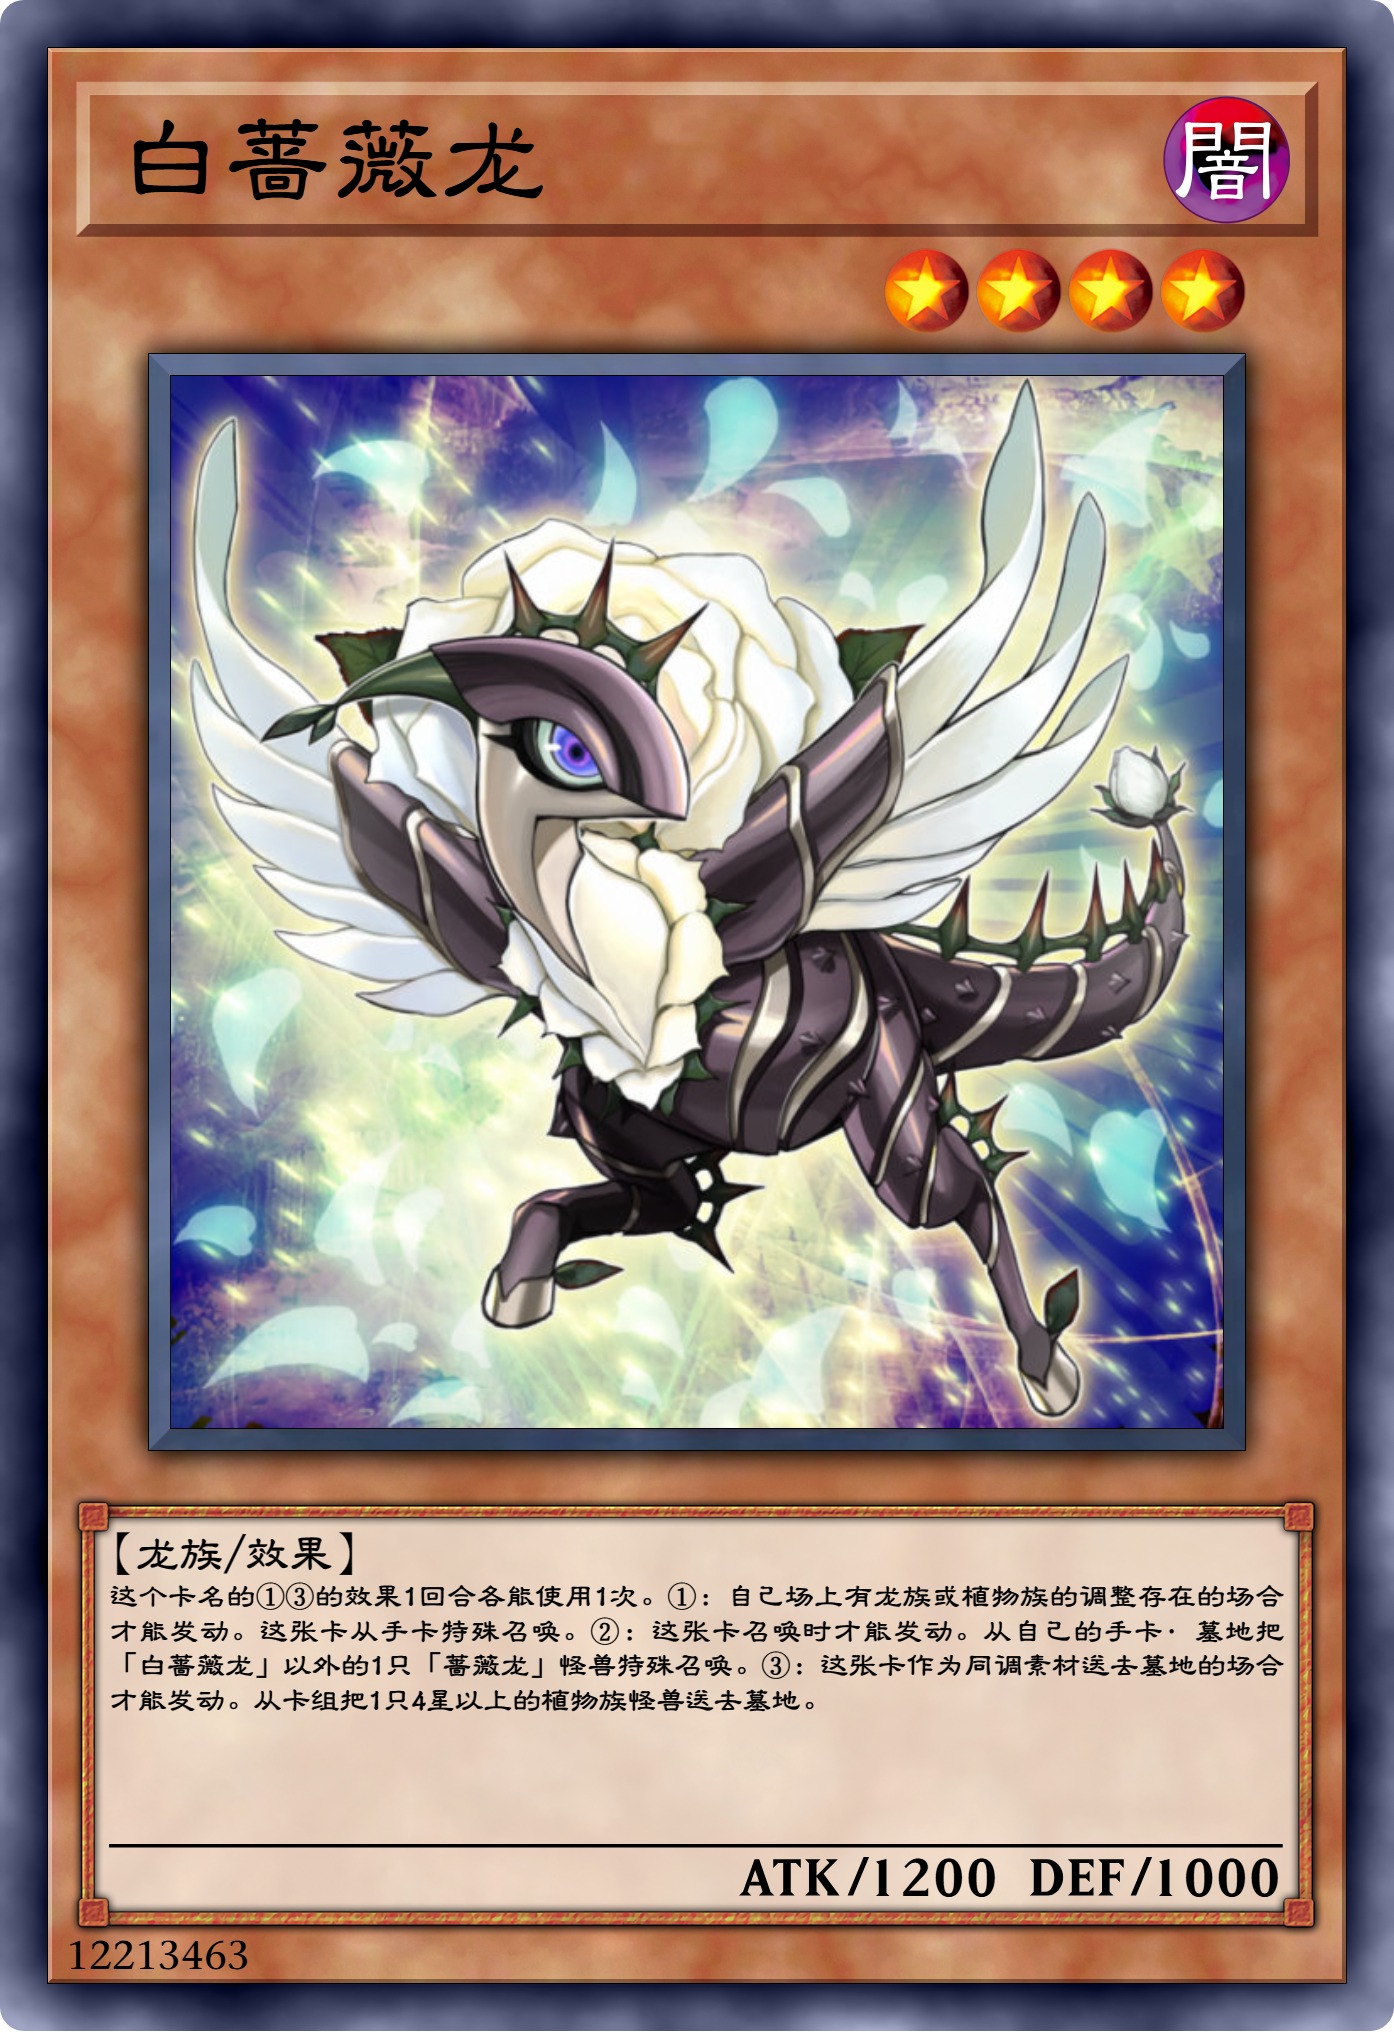 白蔷薇龙
闇
【龙族/效果】
这个卡名的①③的效果1回合各能使用1次。①：自己场上有龙族或植物族的调整存在的场合
才能发动。这张卡从手卡特殊召唤。②：这张卡召唤时才能发动。从自己的手卡·墓地把
「白蔷薇龙」以外的1只「蔷薇龙」怪兽特殊召唤。③：这张卡作为同调素材送去墓地的场合
才能发动。从卡组把1只4星以上的植物族怪兽送去墓地。
ATK/1200 DEF/1000
12213463